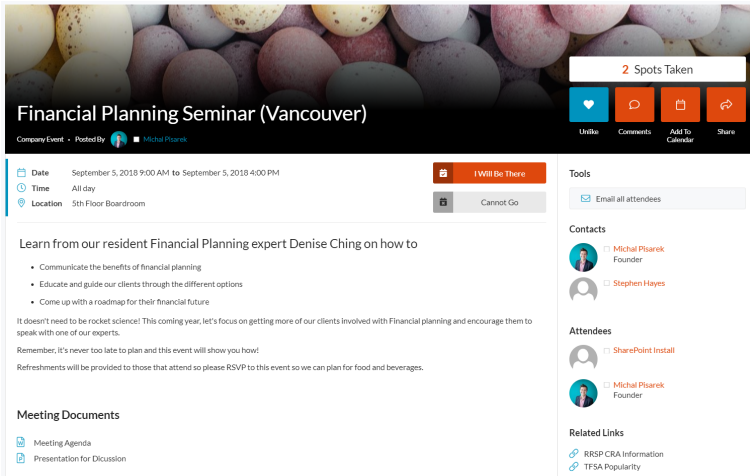 2 Spots Taken
Financial Planning Seminar (Vancouver)
Company Event • Posted By Michal Pisarek
Unlike
Comments
Add To
Calendar
Share
Date September 5, 2018 9:00 AM to September 5, 2018 4:00 PM
Time All day
Location 5th Floor Boardroom
I Will Be There
Cannot Go
Learn from our resident Financial Planning expert Denise Ching on how to
• Communicate the benefits of financial planning
• Educate and guide our clients through the different options
• Come up with a roadmap for their financial future
It doesn't need to be rocket science! This coming year, let's focus on getting more of our clients involved with Financial planning and encourage them to
speak with one of our experts.
Remember, it's never too late to plan and this event will show you how!
Refreshments will be provided to those that attend so please RSVP to this event so we can plan for food and beverages.
Meeting Documents
Meeting Agenda
Presentation for Dicussion
Tools
Email all attendees
Contacts
Michal Pisarek
Founder
Stephen Hayes
Attendees
SharePoint Install
Michal Pisarek
Founder
Related Links
RRSP CRA Information
TFSA Popularity